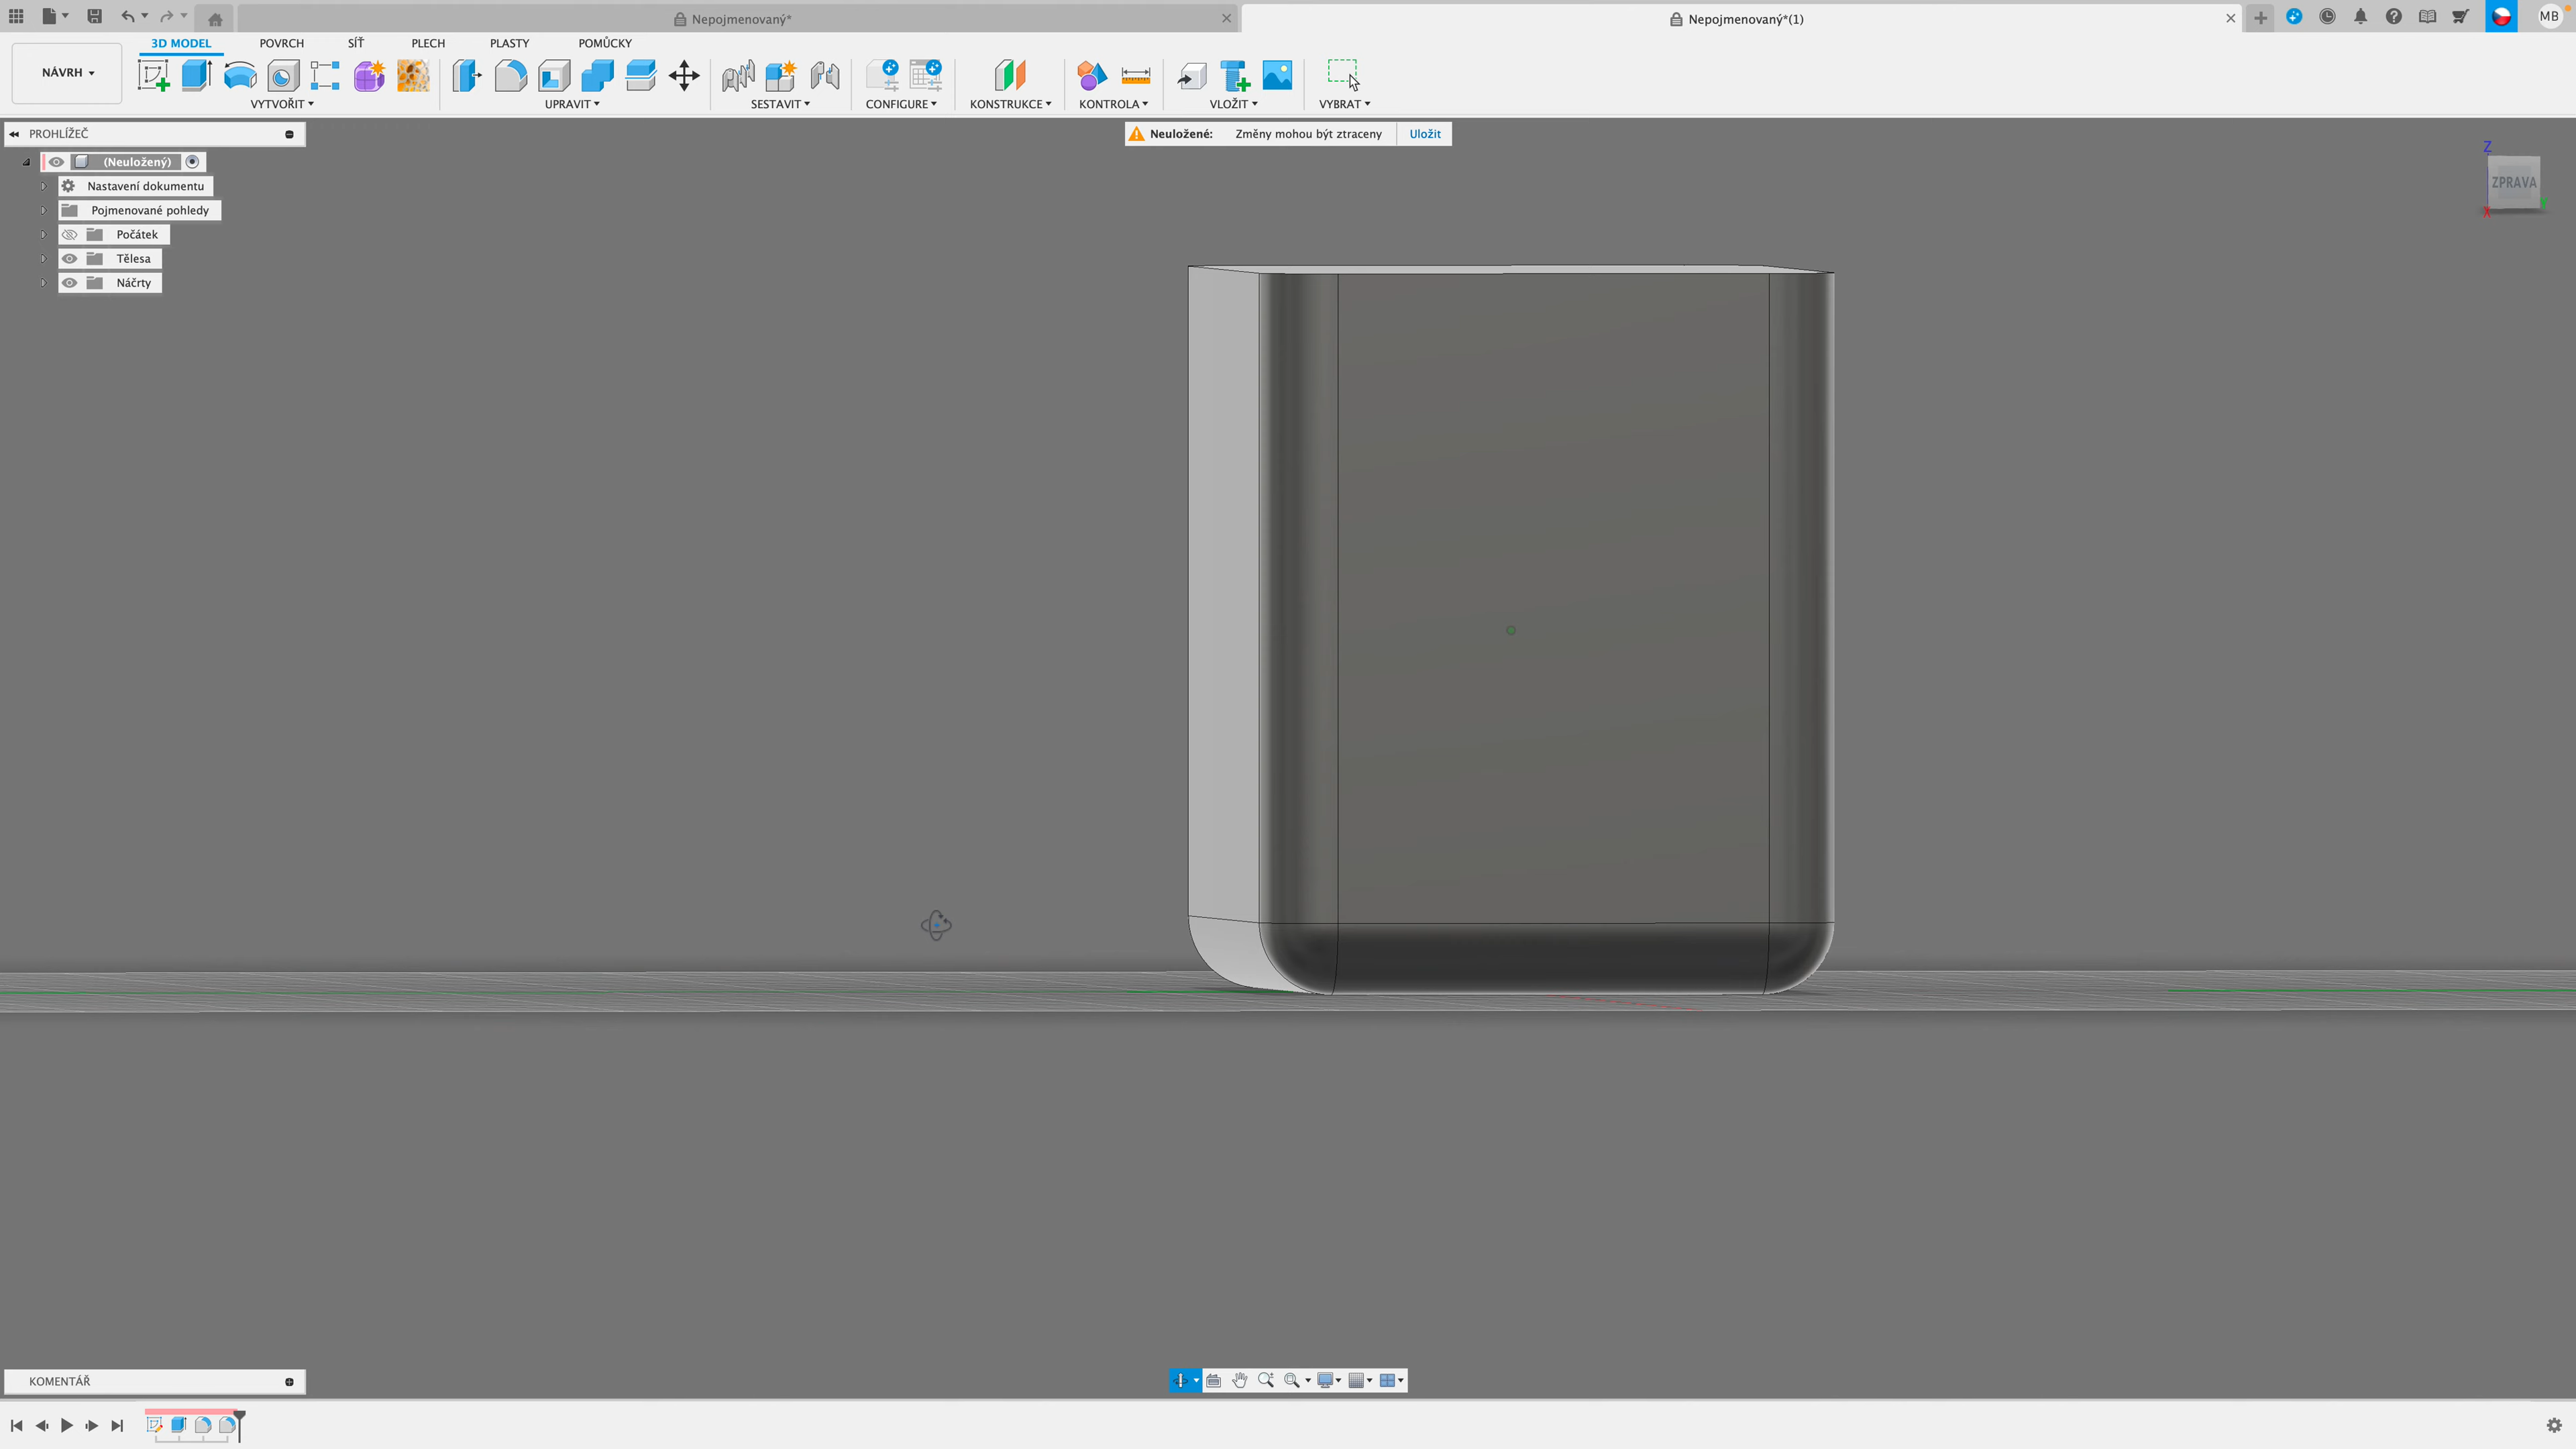 Nepojmenovaný*
Nepojmenovaný*(1)
MB
NÁVRH
3D MODEL
POVRCH
SÍŤ
PLECH
PLASTY
POMŮCKY
VYTVOŘIT
UPRAVIT
SESTAVIT
CONFIGURE
KONSTRUKCE
KONTROLA
VLOŽIT
VYBRAT
PROHLÍŽEČ
Neuložené: Změny mohou být ztraceny Uložit
(Neuložený)
Nastavení dokumentu
Pojmenované pohledy
Počátek
Tělesa
Náčrty
Z
ZPRAVA
X
KOMENTÁŘ